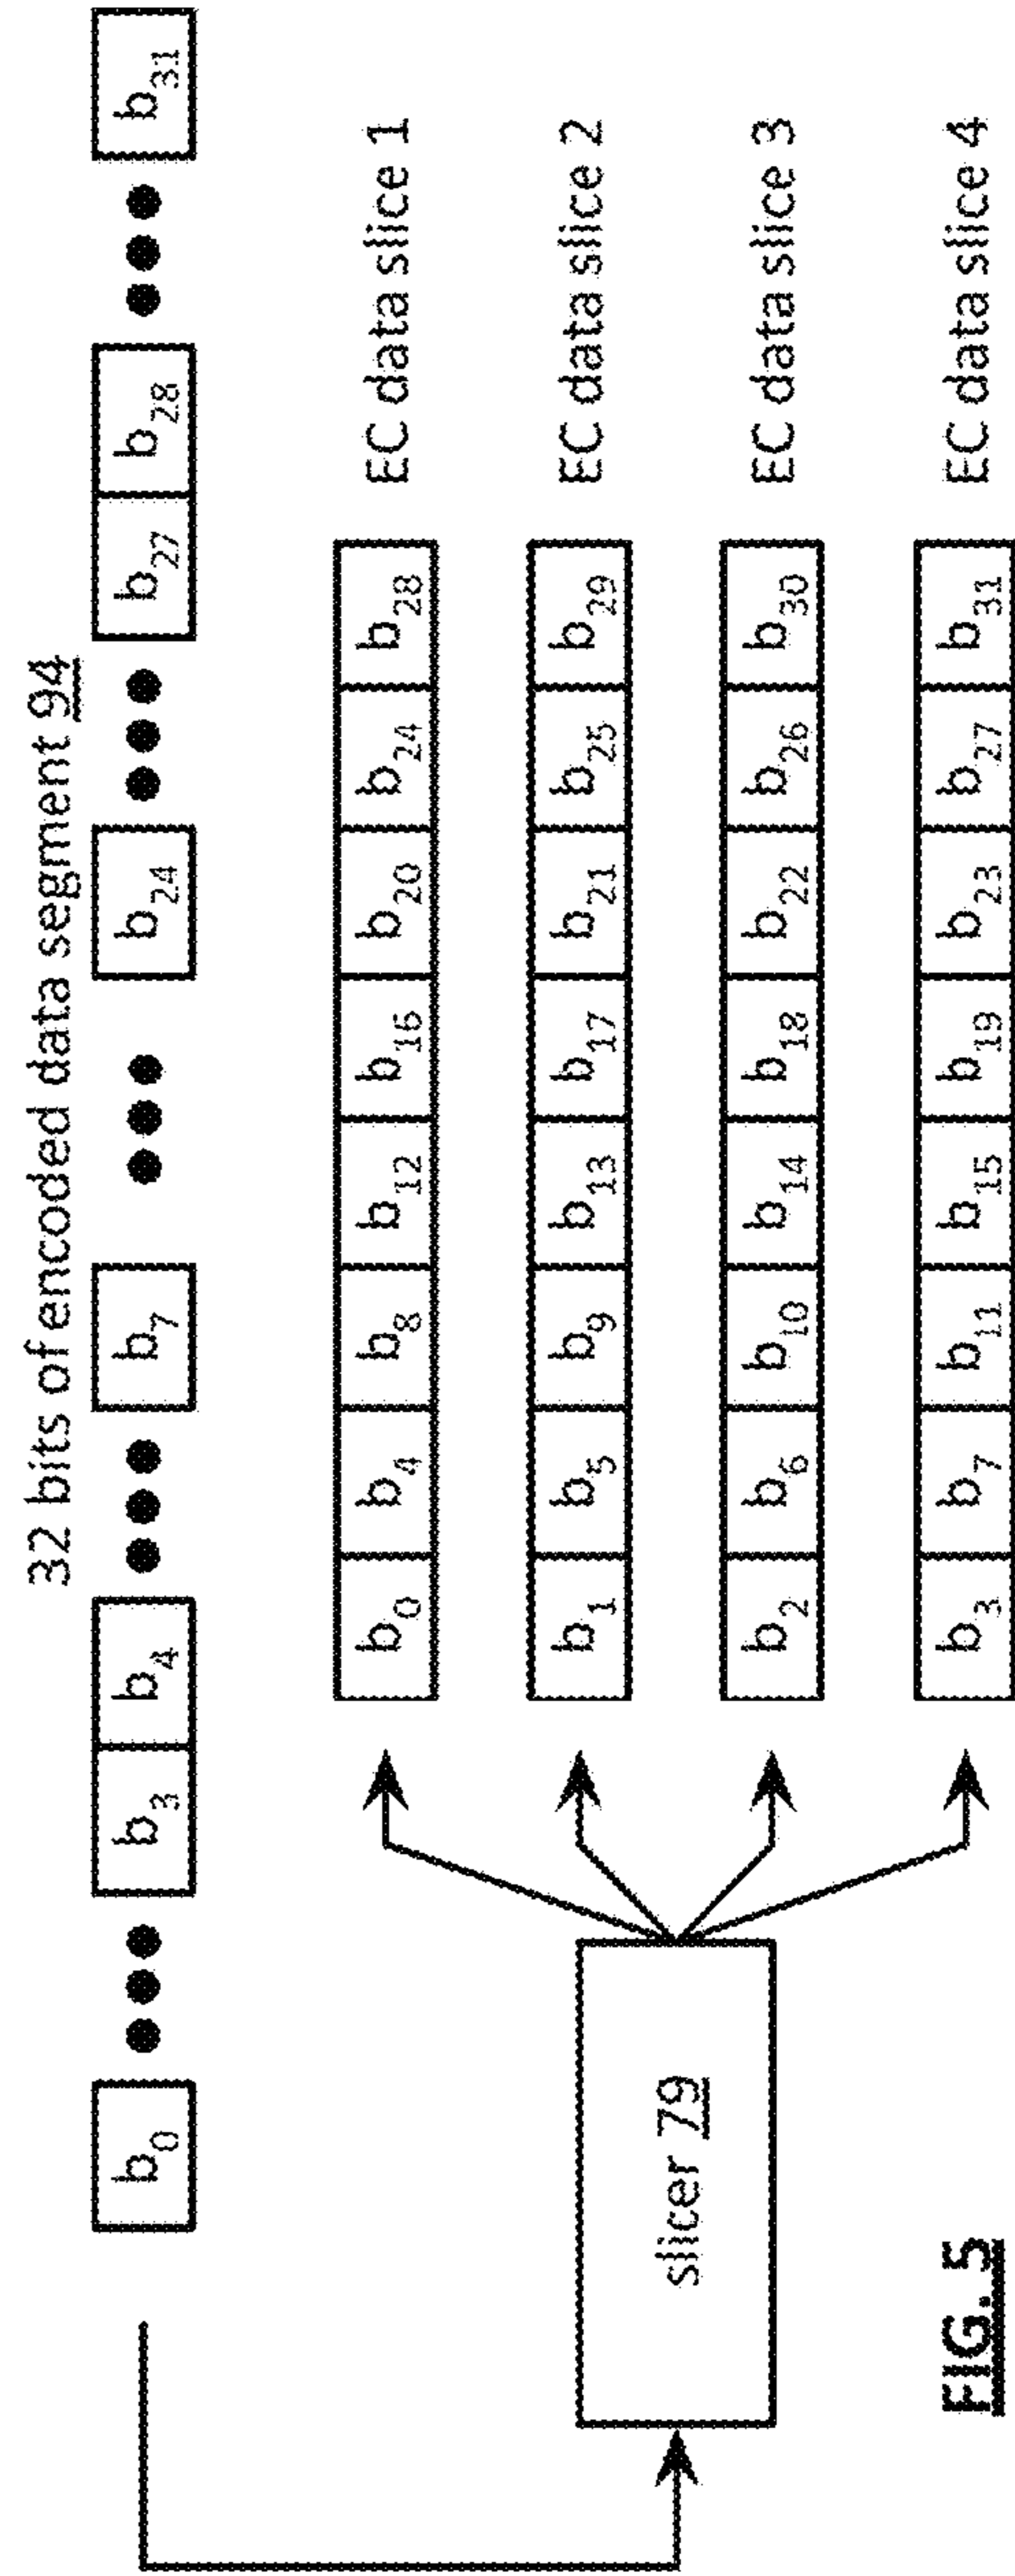 32 bits of encoded data segment 94
b0 b3 b4 b7 b24 b27 b28 b31
b0 b4 b8 b12 b16 b20 b24 b28 EC data slice 1
b1 b5 b9 b13 b17 b21 b25 b29 EC data slice 2
slicer 79
b2 b6 b10 b14 b18 b22 b26 b30 EC data slice 3
b3 b7 b11 b15 b19 b23 b27 b31 EC data slice 4
FIG. 5